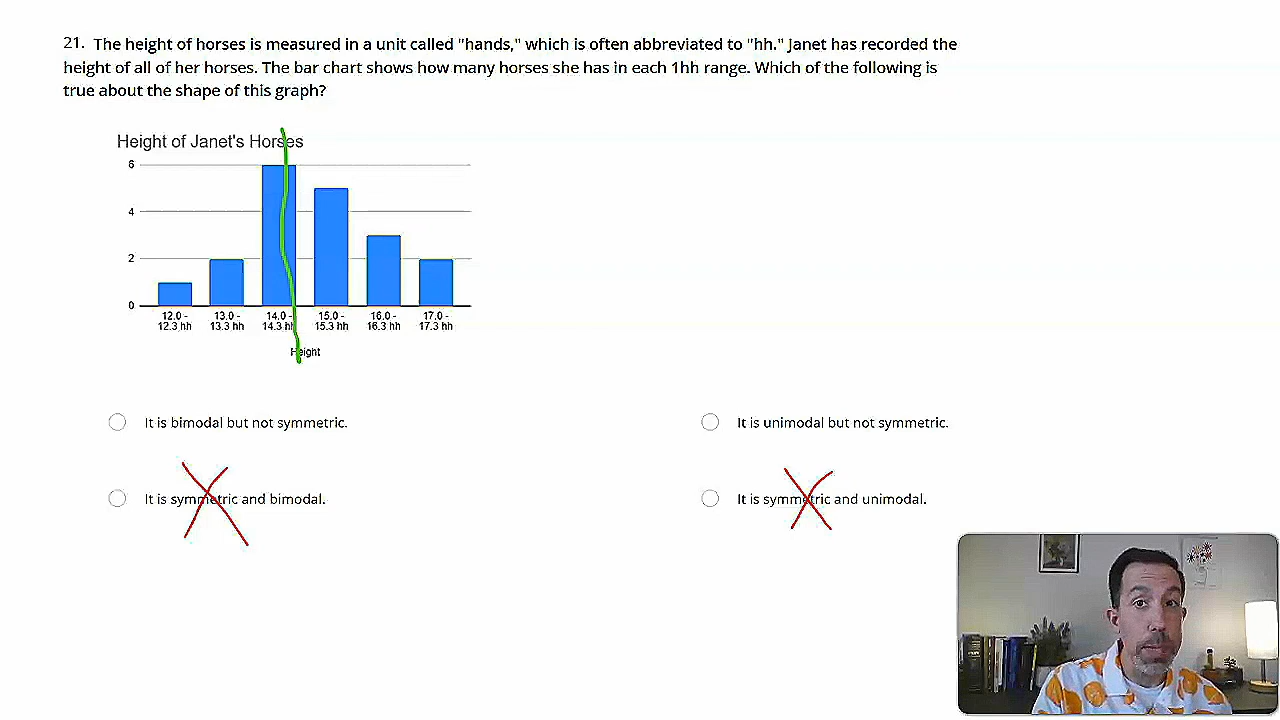 21. The height of horses is measured in a unit called "hands," which is often abbreviated to "hh." Janet has recorded the
height of all of her horses. The bar chart shows how many horses she has in each 1hh range. Which of the following is
true about the shape of this graph?
Height of Janet's Horses
6
4
2
0
12.0 - 13.0 - 14.0 - 15.0 - 16.0 - 17.0 -
12.3 hh 13.3 hh 14.3 hh 15.3 hh 16.3 hh 17.3 hh
Height
It is bimodal but not symmetric. It is unimodal but not symmetric.
It is symmetric and bimodal. It is symmetric and unimodal.